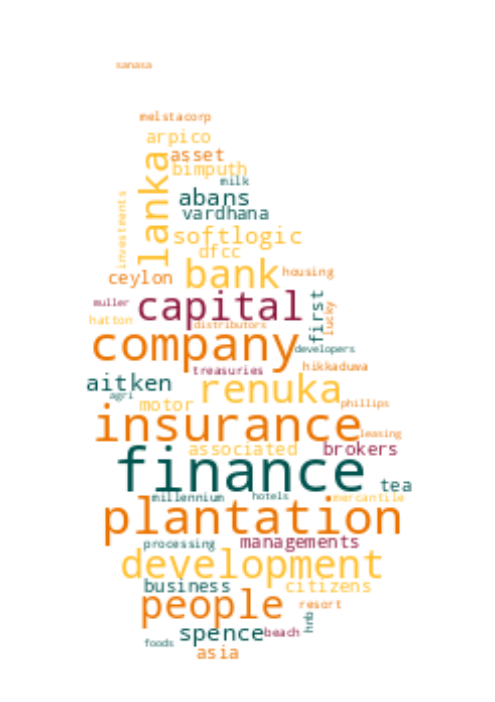 sanasa
melstacorp
arpico
asset
bimputh
milk
lanka
investments
abans
vardhana
softlogic
dfcc
bank
housing
ceylon
muller
capital
first
lucky
hatton
distributors
company
developers
treasuries
hikkaduwa
aitken
agri
renuka
motor
phillips
insurance
leasing
associated
brokers
finance
tea
millennium
hotels
mercantile
plantation
processing
managements
development
business
citizens
people
resort
hnb
spence
beach
foods
asia